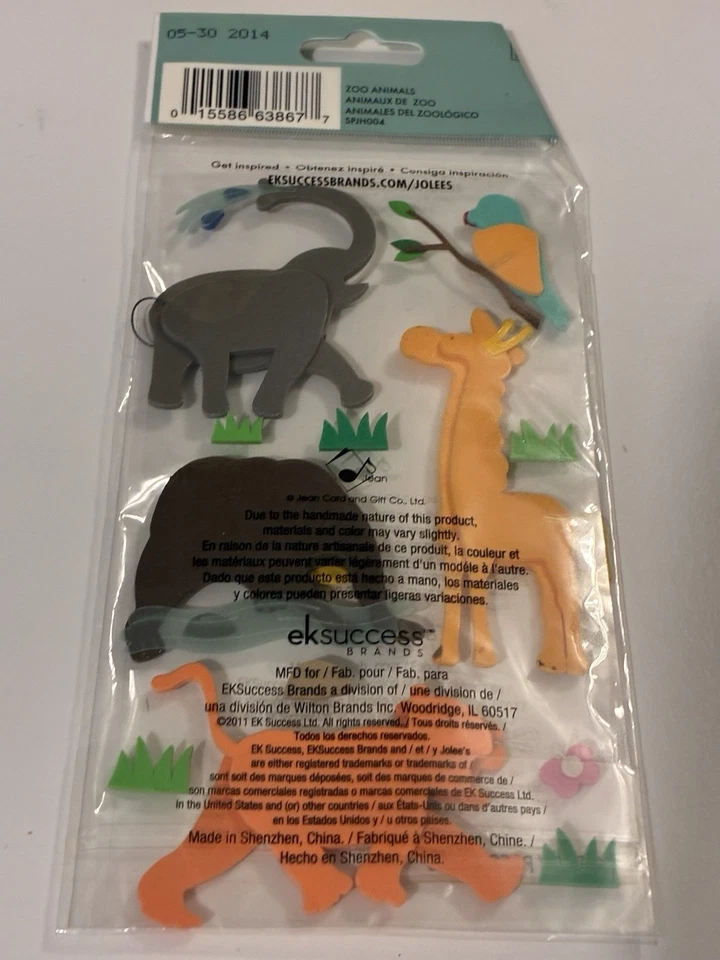 05-30 2014
0 15586 63867 7
ZOO ANIMALS
ANIMAUX DE ZOO
ANIMALES DEL ZOOLÓGICO
SPJH004
Get inspired • Obtenez inspiré • Consiga inspiración
EKSUCCESSBRANDS.COM/JOLEES
Jean
© Jean Card and Gift Co., Ltd.
Due to the handmade nature of this product,
materials and color may vary slightly.
En raison de la nature artisanale de ce produit, la couleur et
les matériaux peuvent varier légèrement d'un modèle à l'autre.
Dado que este producto está hecho a mano, los materiales
y colores puedan presentar ligeras variaciones.
eksuccess™
BRANDS
MFD for / Fab. pour / Fab. para
EKSuccess Brands a division of / une division de /
una división de Wilton Brands Inc, Woodridge, IL 60517
©2011 EK Success Ltd. All rights reserved. / Tous droits réservés. /
Todos los derechos reservados.
EK Success, EKSuccess Brands and / et / y Jolee's
are either registered trademarks or trademarks of /
sont soit des marques déposées, soit des marques de commerce de /
son marcas comerciales registradas o marcas comerciales de EK Success Ltd.
in the United States and (or) other countries / aux États-Unis ou dans d'autres pays /
en los Estados Unidos y / u otros países.
Made in Shenzhen, China. / Fabriqué à Shenzhen, Chine. /
Hecho en Shenzhen, China.